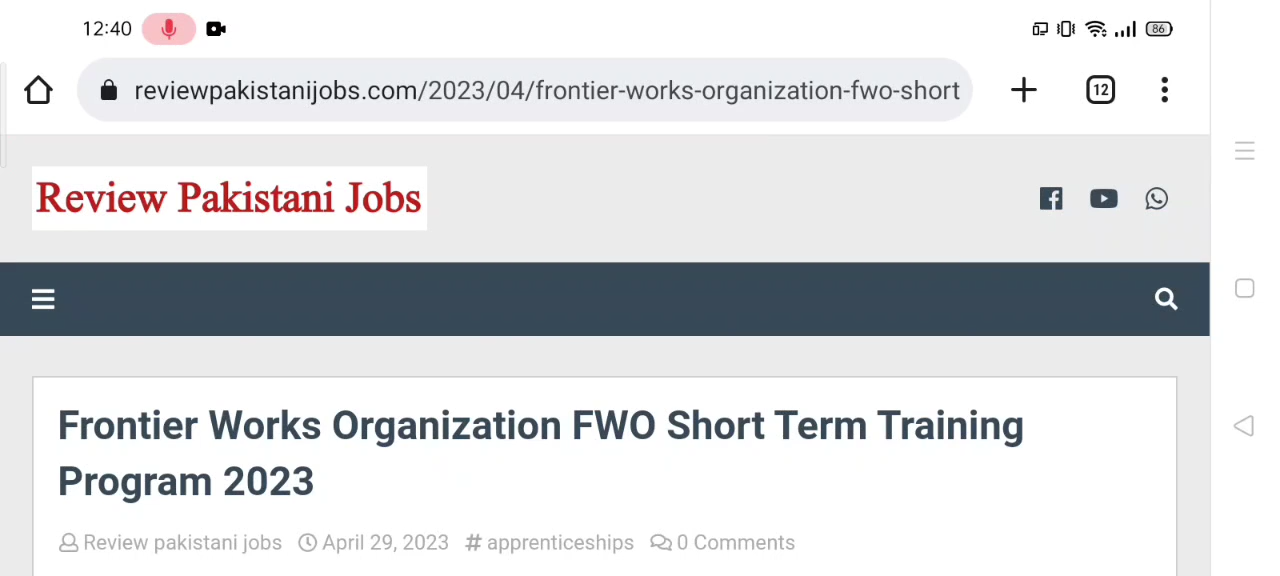 12:40
86
reviewpakistanijobs.com/2023/04/frontier-works-organization-fwo-short
12
Review Pakistani Jobs
Frontier Works Organization FWO Short Term Training
Program 2023
Review pakistani jobs April 29, 2023 # apprenticeships 0 Comments